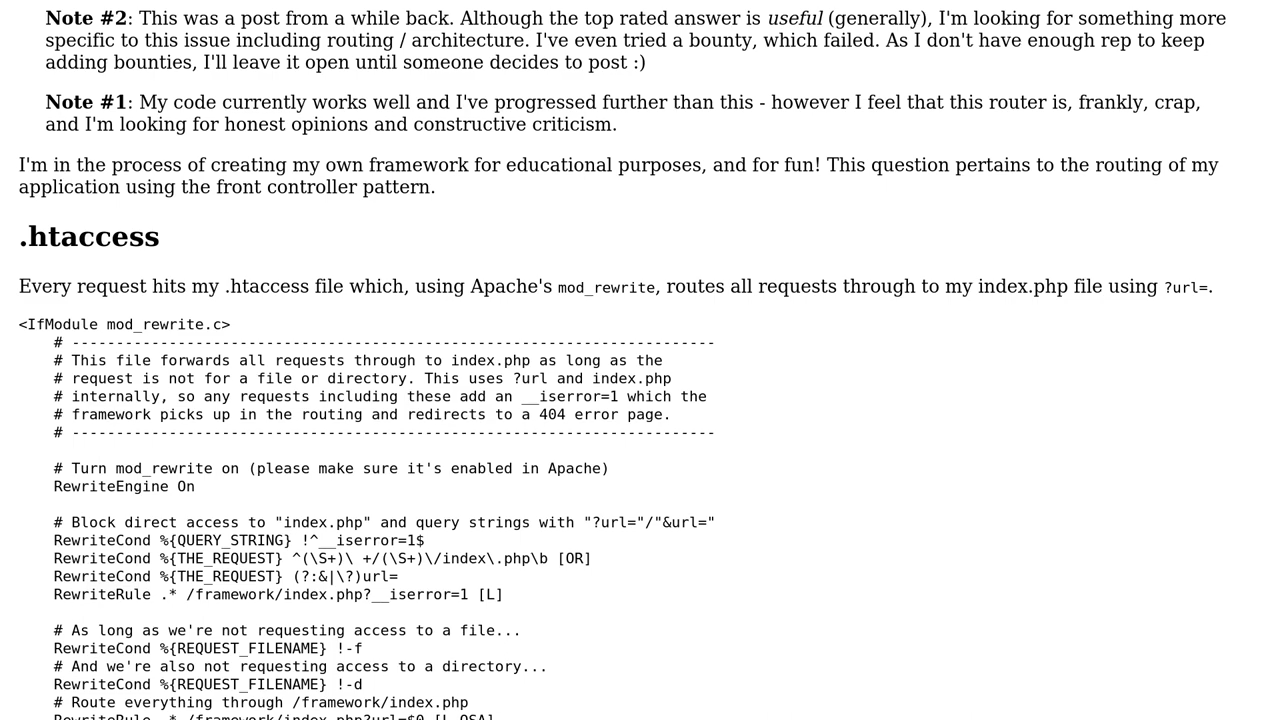 Note #2: This was a post from a while back. Although the top rated answer is useful (generally), I'm looking for something more
specific to this issue including routing / architecture. I've even tried a bounty, which failed. As I don't have enough rep to keep
adding bounties, I'll leave it open until someone decides to post :)
Note #1: My code currently works well and I've progressed further than this - however I feel that this router is, frankly, crap,
and I'm looking for honest opinions and constructive criticism.
I'm in the process of creating my own framework for educational purposes, and for fun! This question pertains to the routing of my
application using the front controller pattern.
.htaccess
Every request hits my .htaccess file which, using Apache's mod_rewrite, routes all requests through to my index.php file using ?url=.
<IfModule mod_rewrite.c>
    # -------------------------------------------------------------------------
    # This file forwards all requests through to index.php as long as the
    # request is not for a file or directory. This uses ?url and index.php
    # internally, so any requests including these add an __iserror=1 which the
    # framework picks up in the routing and redirects to a 404 error page.
    # -------------------------------------------------------------------------
    # Turn mod_rewrite on (please make sure it's enabled in Apache)
    RewriteEngine On
    # Block direct access to "index.php" and query strings with "?url="/"&url="
    RewriteCond %{QUERY_STRING} !^__iserror=1$
    RewriteCond %{THE_REQUEST} ^(\S+)\ +/(\S+)\/index\.php\b [OR]
    RewriteCond %{THE_REQUEST} (?:&|\?)url=
    RewriteRule .* /framework/index.php?__iserror=1 [L]
    # As long as we're not requesting access to a file...
    RewriteCond %{REQUEST_FILENAME} !-f
    # And we're also not requesting access to a directory...
    RewriteCond %{REQUEST_FILENAME} !-d
    # Route everything through /framework/index.php
    RewriteRule .* /framework/index.php?url=$0 [L,QSA]